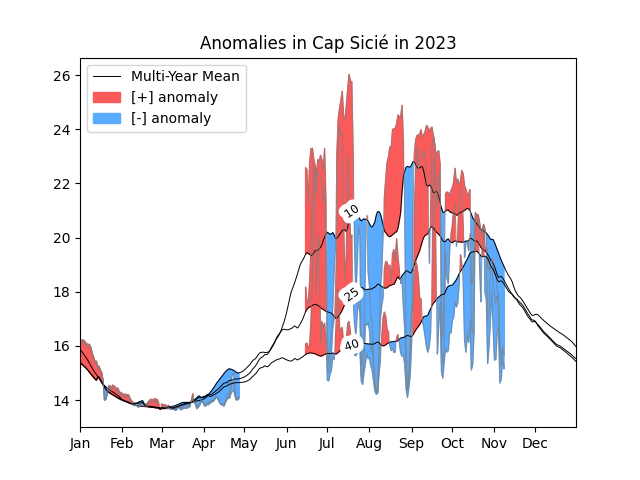 Anomalies in Cap Sicié in 2023
Multi-Year Mean
[+] anomaly
[-] anomaly
26
24
22
20
18
16
14
10
25
40
Jan Feb Mar Apr May Jun Jul Aug Sep Oct Nov Dec